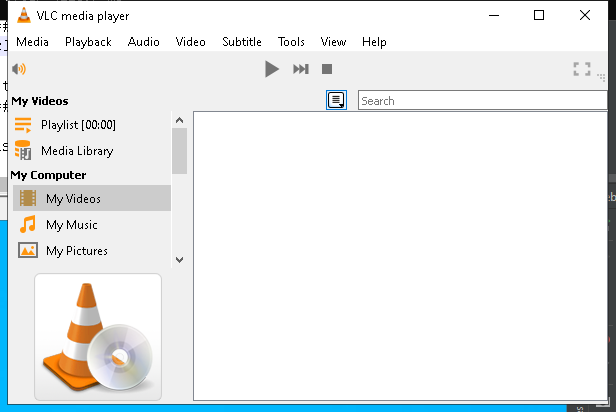 VLC media player
Media Playback Audio Video Subtitle Tools View Help
My Videos
Search
Playlist [00:00]
Media Library
My Computer
My Videos
My Music
My Pictures